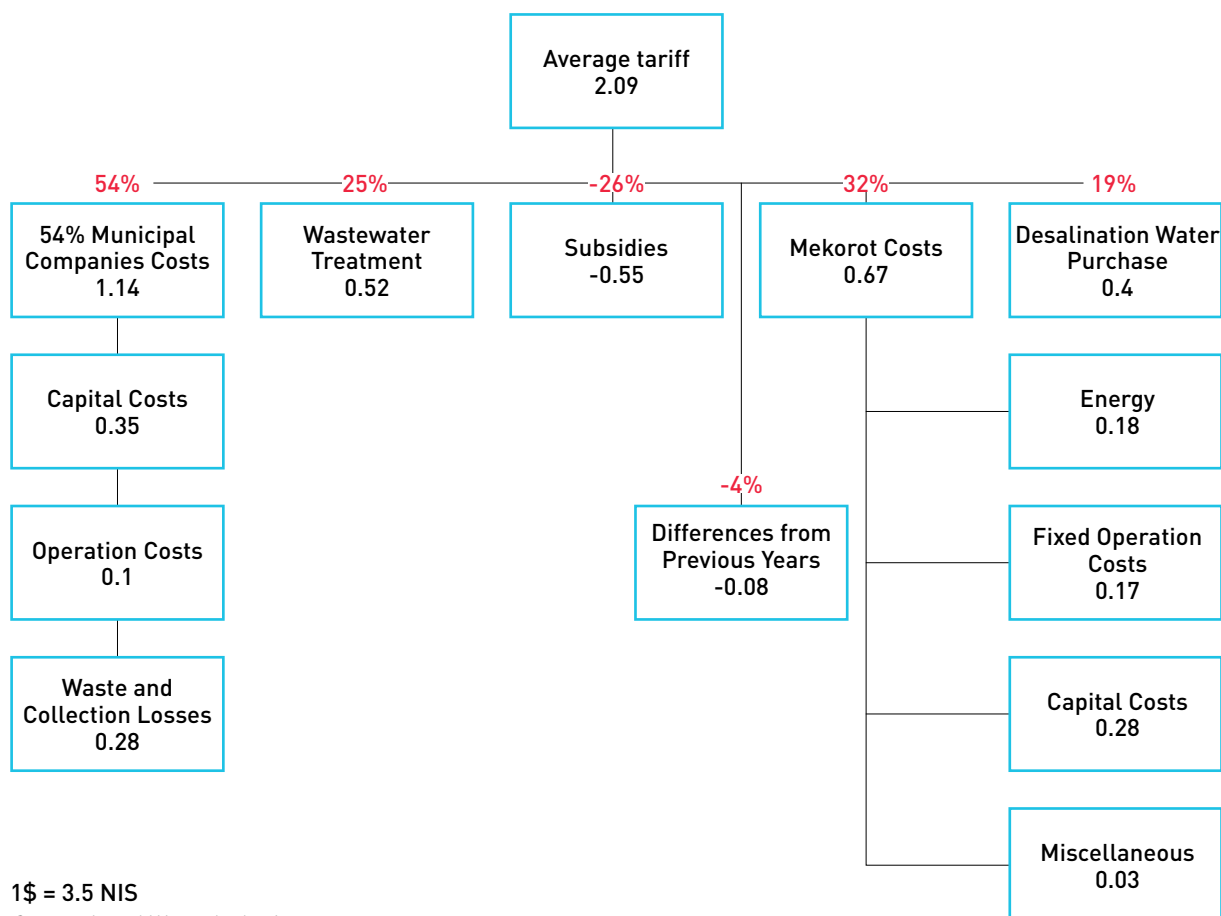 Average tariff
2.09
54%
25%
-26%
32%
19%
54% Municipal
Companies Costs
1.14
Wastewater
Treatment
0.52
Subsidies
-0.55
Mekorot Costs
0.67
Desalination Water
Purchase
0.4
Capital Costs
0.35
Energy
0.18
-4%
Operation Costs
0.1
Differences from
Previous Years
-0.08
Fixed Operation
Costs
0.17
Waste and
Collection Losses
0.28
Capital Costs
0.28
Miscellaneous
0.03
1$ = 3.5 NIS